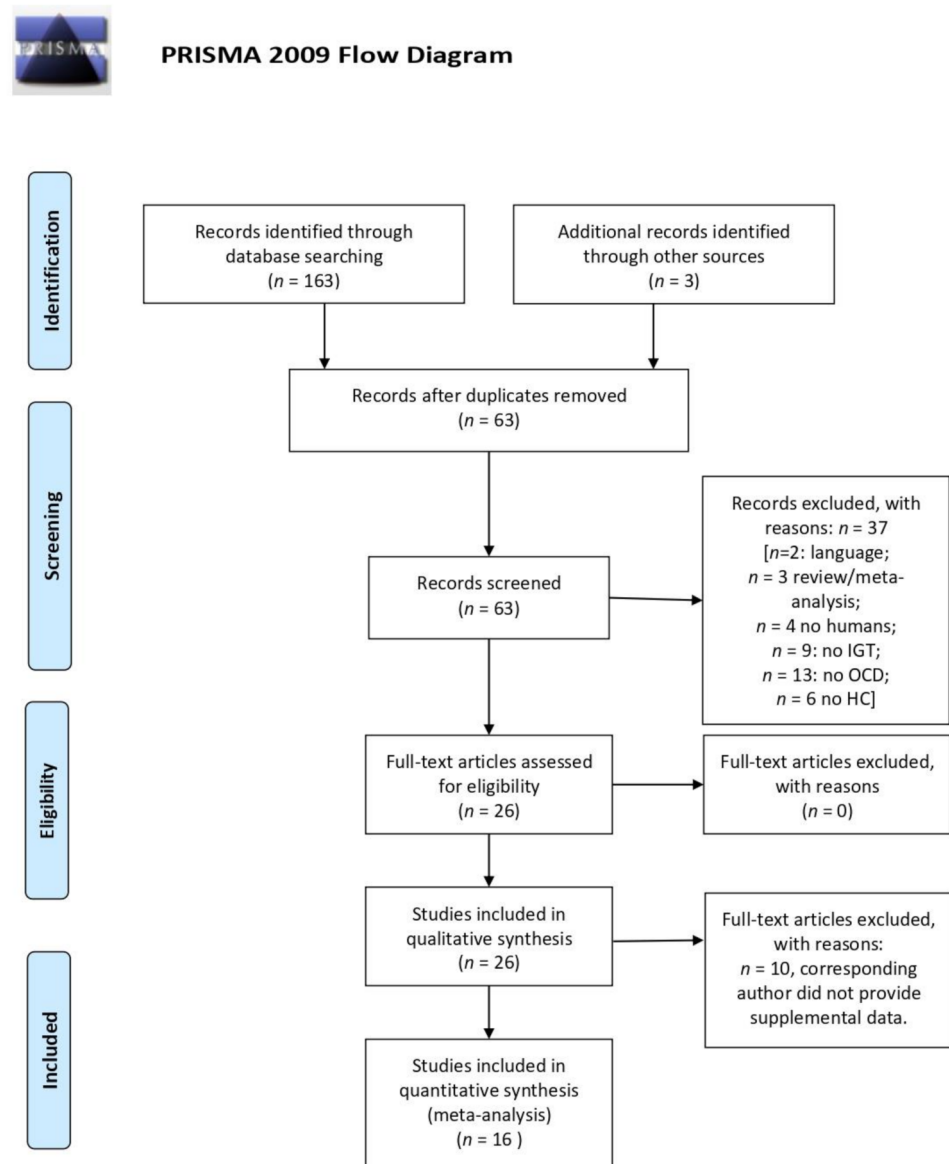 PRISMA
PRISMA 2009 Flow Diagram
Identification
Records identified through
database searching
(n = 163)
Additional records identified
through other sources
(n = 3)
Records after duplicates removed
(n = 63)
Screening
Records screened
(n = 63)
Records excluded, with
reasons: n = 37
[n=2: language;
n = 3 review/meta-
analysis;
n = 4 no humans;
n = 9: no IGT;
n = 13: no OCD;
n = 6 no HC]
Eligibility
Full-text articles assessed
for eligibility
(n = 26)
Full-text articles excluded,
with reasons
(n = 0)
Studies included in
qualitative synthesis
(n = 26)
Full-text articles excluded,
with reasons:
n = 10, corresponding
author did not provide
supplemental data.
Included
Studies included in
quantitative synthesis
(meta-analysis)
(n = 16 )